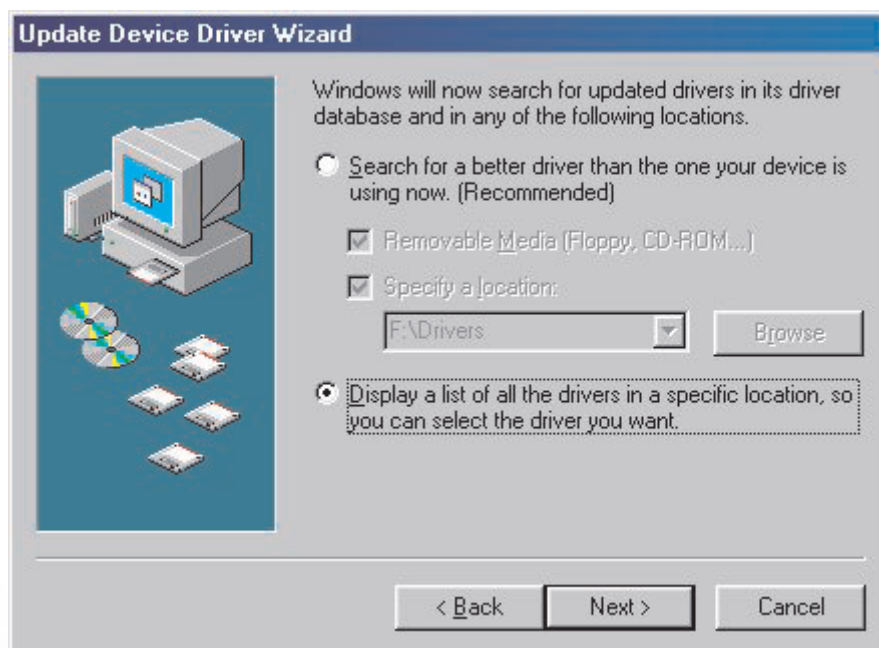 Update Device Driver Wizard
Windows will now search for updated drivers in its driver
database and in any of the following locations.
Search for a better driver than the one your device is
using now. (Recommended)
Removable Media (Floppy, CD-ROM...)
Specify a location:
F:\Drivers
Browse
Display a list of all the drivers in a specific location, so
you can select the driver you want.
< Back
Next >
Cancel